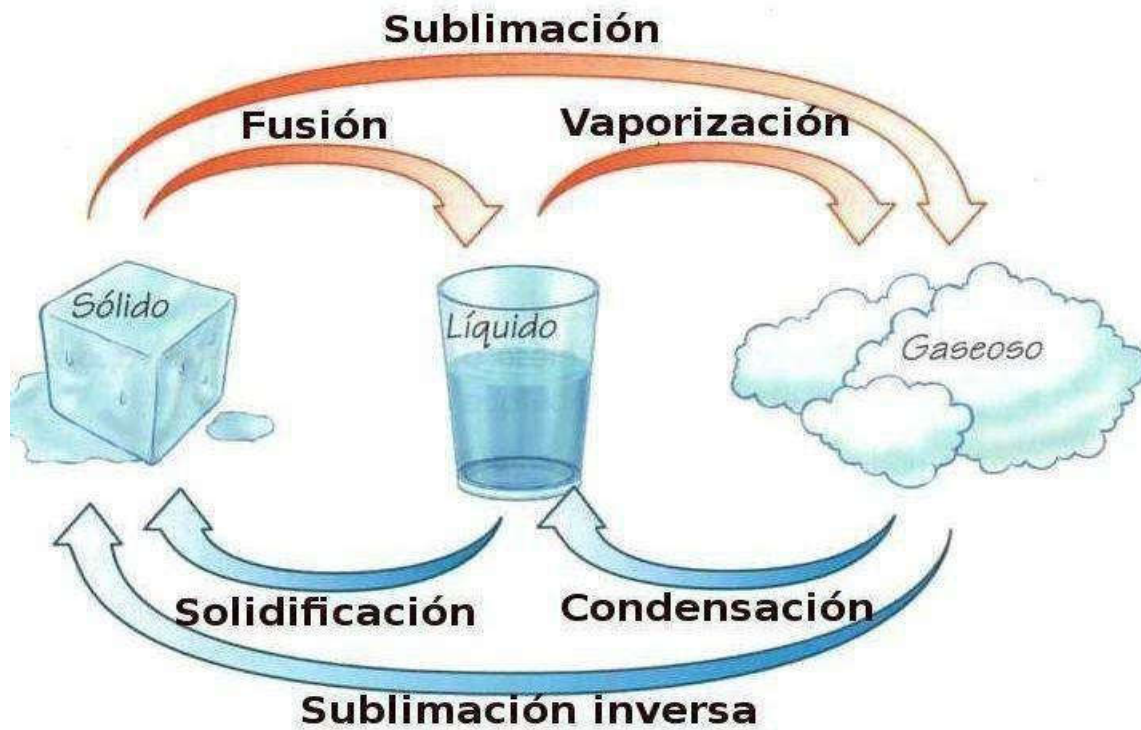 Sublimación
Fusión
Vaporización
Sólido
Líquido
Gaseoso
Solidificación
Condensación
Sublimación inversa